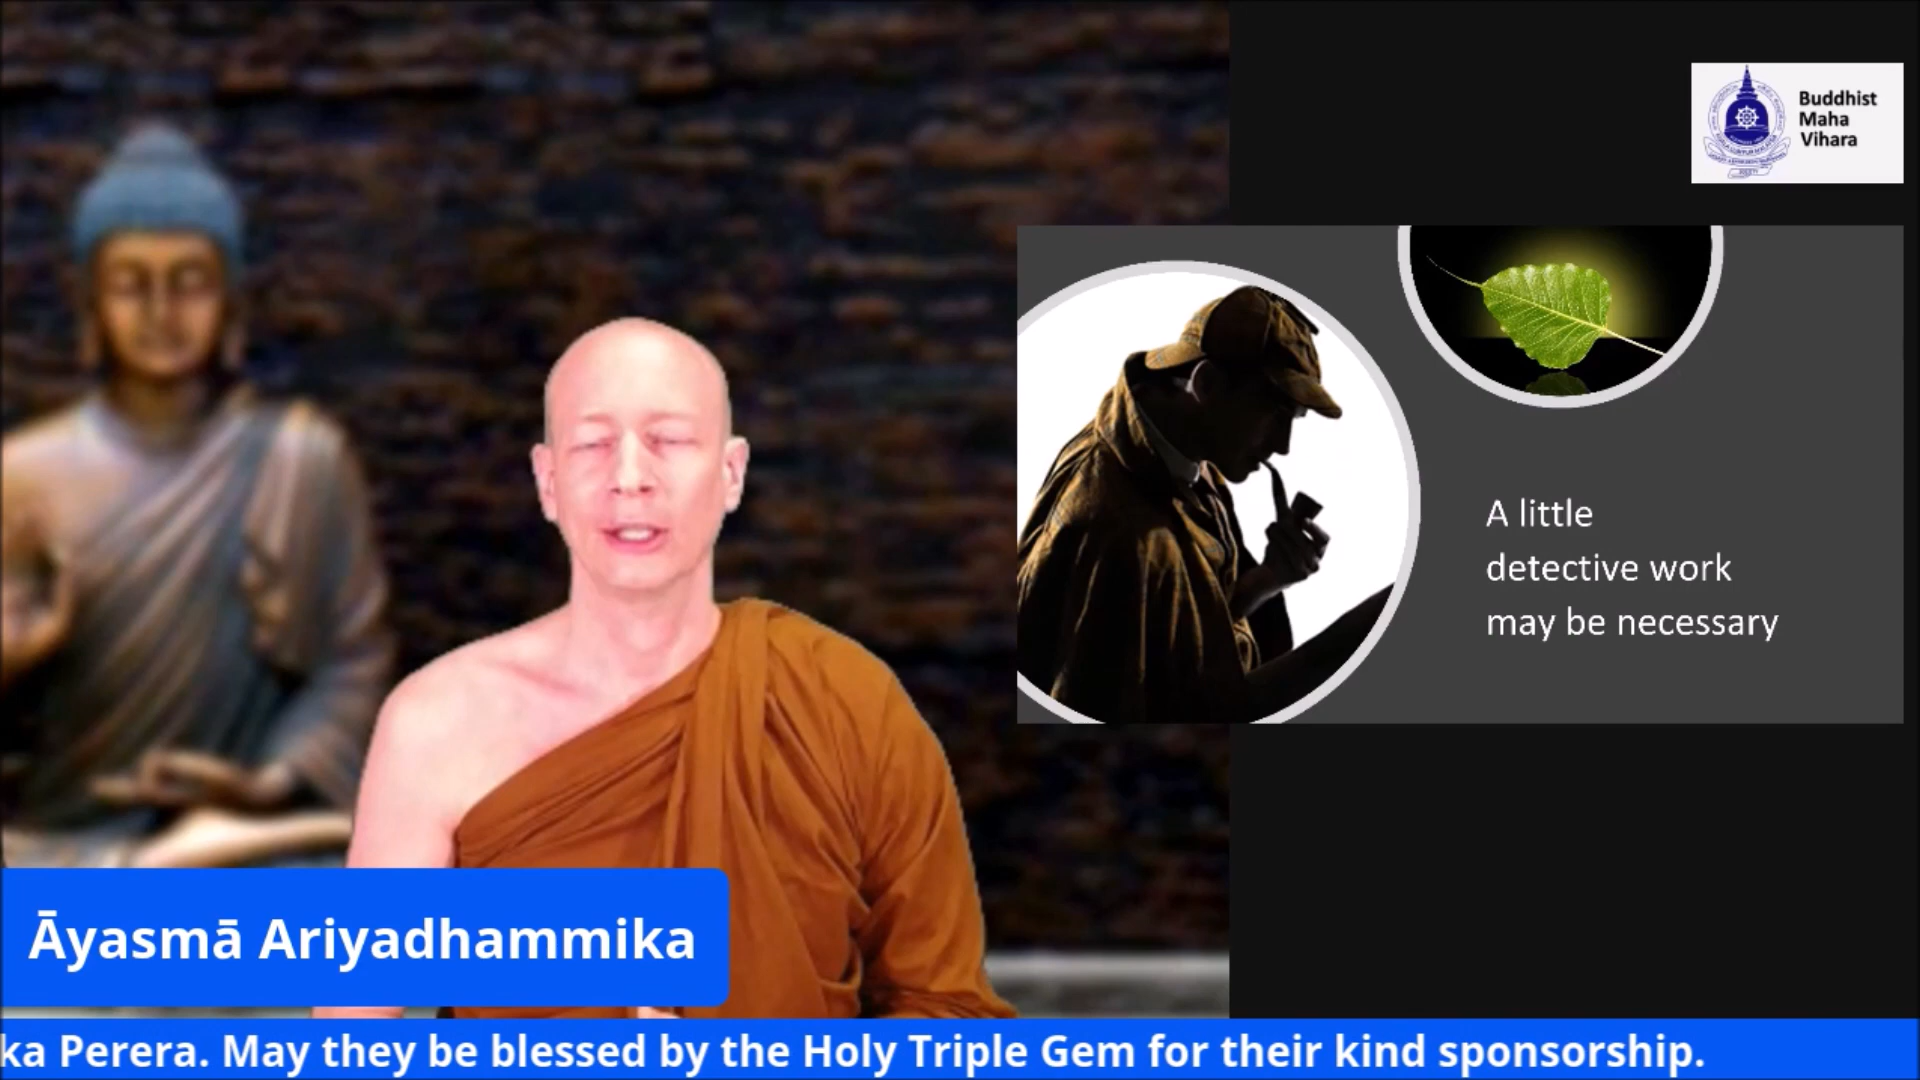 Buddhist
Maha
Vihara
A little
detective work
may be necessary
Āyasmā Ariyadhammika
ka Perera. May they be blessed by the Holy Triple Gem for their kind sponsorship.